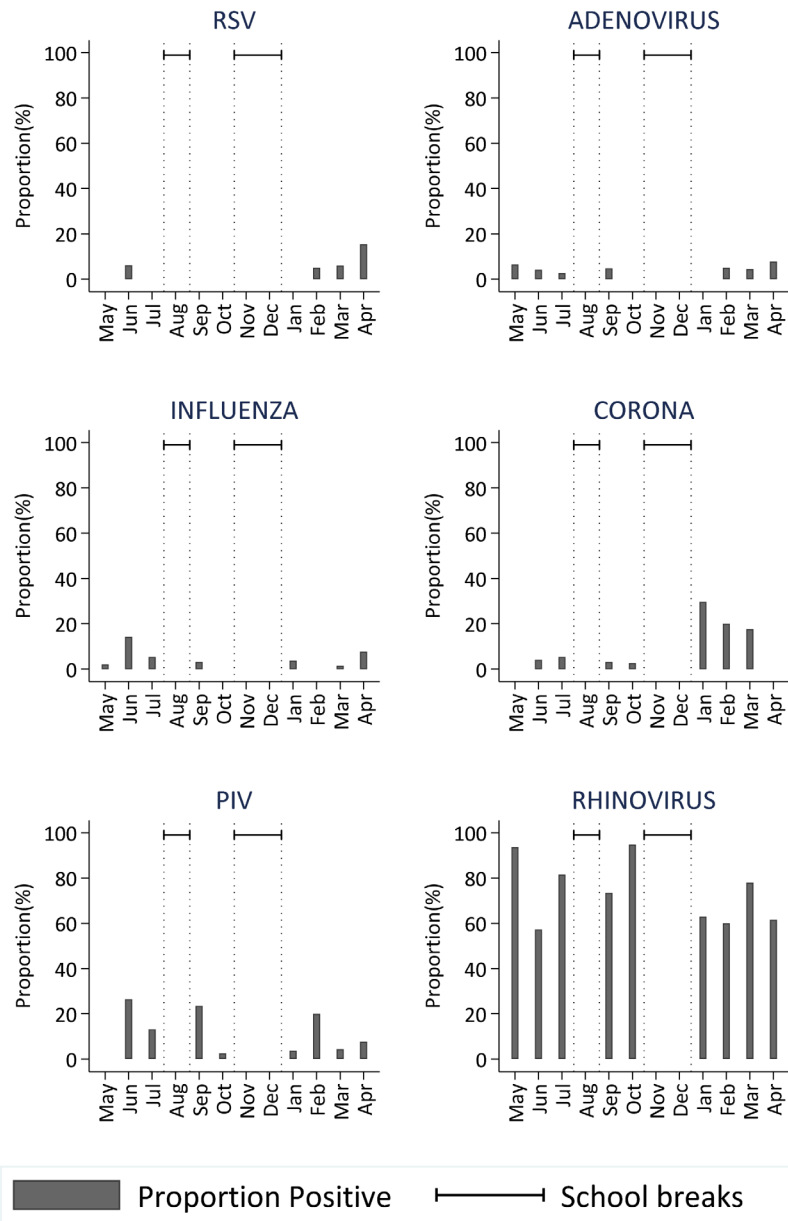 RSV
Proportion(%)
100
80
60
40
20
0
May Jun Jul Aug Sep Oct Nov Dec Jan Feb Mar Apr
ADENOVIRUS
Proportion(%)
100
80
60
40
20
0
May Jun Jul Aug Sep Oct Nov Dec Jan Feb Mar Apr
INFLUENZA
Proportion(%)
100
80
60
40
20
0
May Jun Jul Aug Sep Oct Nov Dec Jan Feb Mar Apr
CORONA
Proportion(%)
100
80
60
40
20
0
May Jun Jul Aug Sep Oct Nov Dec Jan Feb Mar Apr
PIV
Proportion(%)
100
80
60
40
20
0
May Jun Jul Aug Sep Oct Nov Dec Jan Feb Mar Apr
RHINOVIRUS
Proportion(%)
100
80
60
40
20
0
May Jun Jul Aug Sep Oct Nov Dec Jan Feb Mar Apr
Proportion Positive School breaks